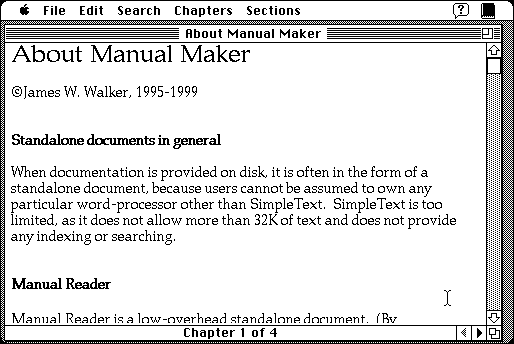 File Edit Search Chapters Sections
About Manual Maker
About Manual Maker
©James W. Walker, 1995-1999
Standalone documents in general
When documentation is provided on disk, it is often in the form of a
standalone document, because users cannot be assumed to own any
particular word-processor other than SimpleText. SimpleText is too
limited, as it does not allow more than 32K of text and does not provide
any indexing or searching.
Manual Reader
Manual Reader is a low-overhead standalone document. (By
Chapter 1 of 4